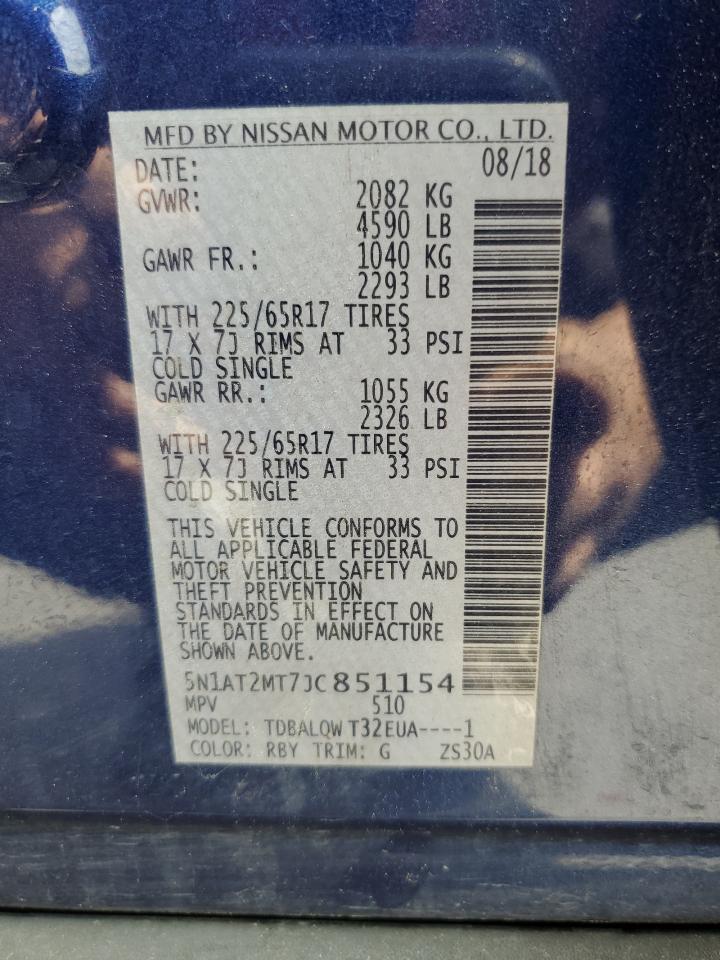 MFD BY NISSAN MOTOR CO., LTD.
DATE: 08/18
GVWR: 2082 KG
4590 LB
GAWR FR.: 1040 KG
2293 LB
WITH 225/65R17 TIRES
17 X 7J RIMS AT 33 PSI
COLD SINGLE
GAWR RR.: 1055 KG
2326 LB
WITH 225/65R17 TIRES
17 X 7J RIMS AT 33 PSI
COLD SINGLE
THIS VEHICLE CONFORMS TO
ALL APPLICABLE FEDERAL
MOTOR VEHICLE SAFETY AND
THEFT PREVENTION
STANDARDS IN EFFECT ON
THE DATE OF MANUFACTURE
SHOWN ABOVE.
5N1AT2MT7JC851154
MPV 510
MODEL: TDBALQW T32EUA----1
COLOR: RBY TRIM: G ZS30A